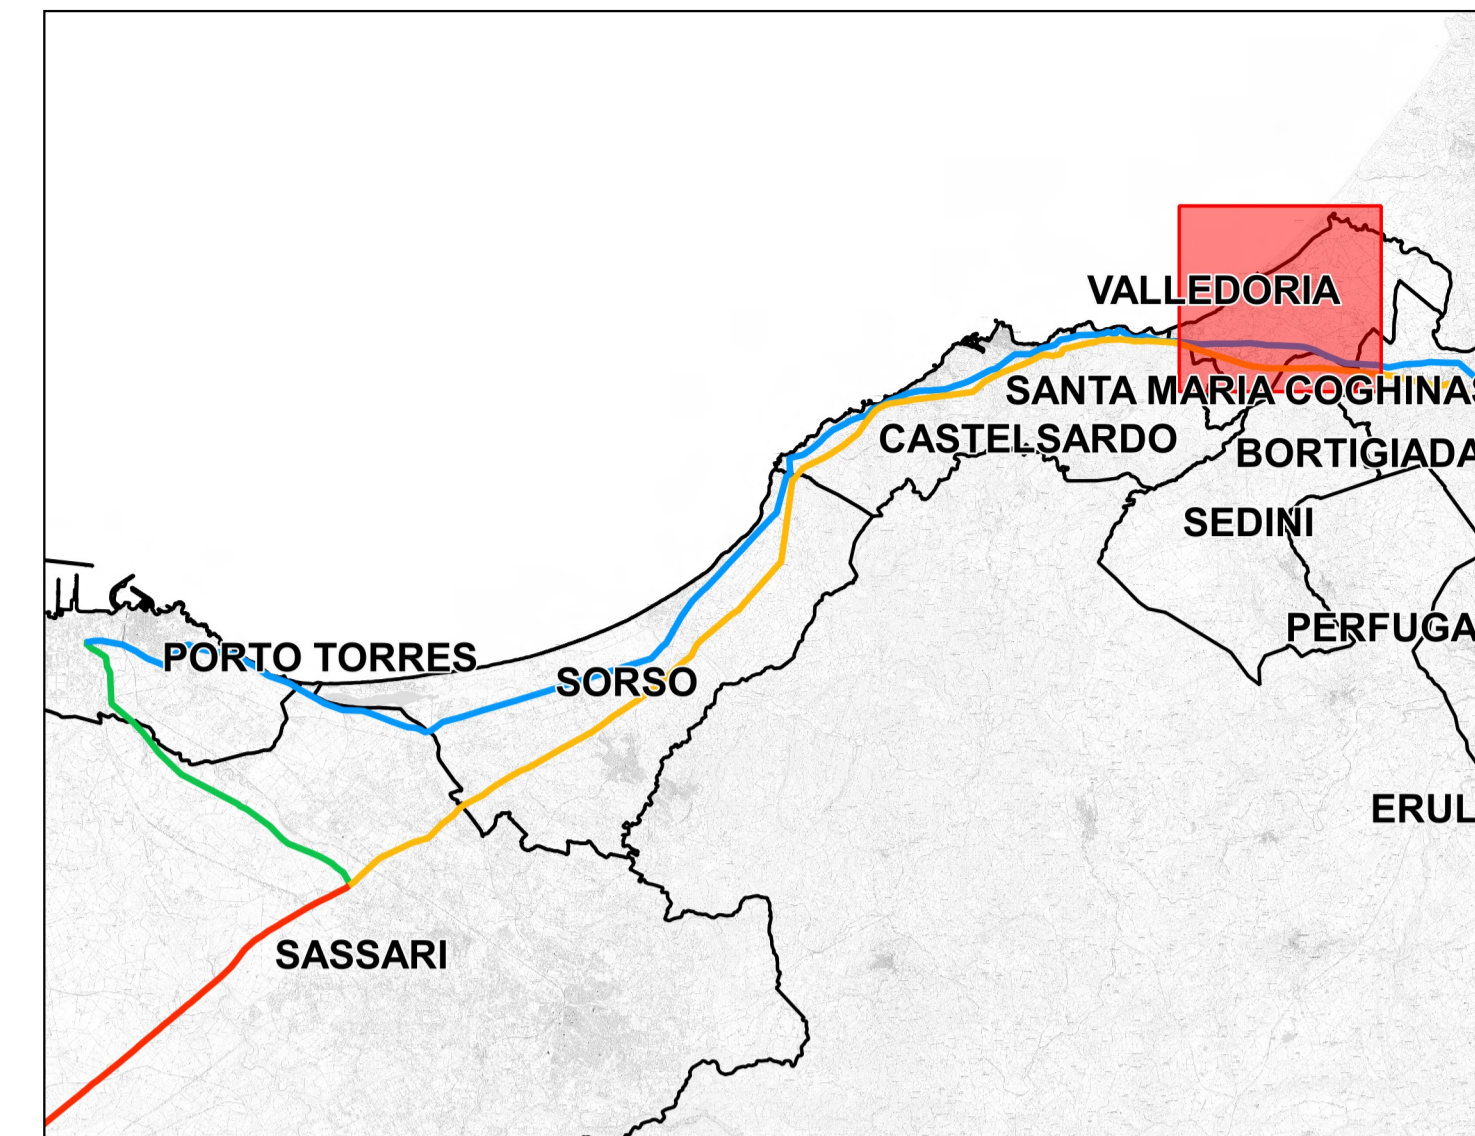 VALLEDORIA
SANTA MARIA COGHINAS
CASTELSARDO
BORTIGIADA
SEDINI
PERFUGA
PORTO TORRES
SORSO
ERUL
SASSARI